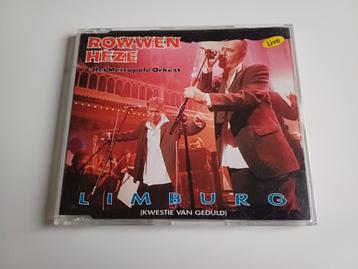 ROWWEN
HÈZE
& Het Metropole Orkest
Live
LIMBURG
(KWESTIE VAN GEDULD)